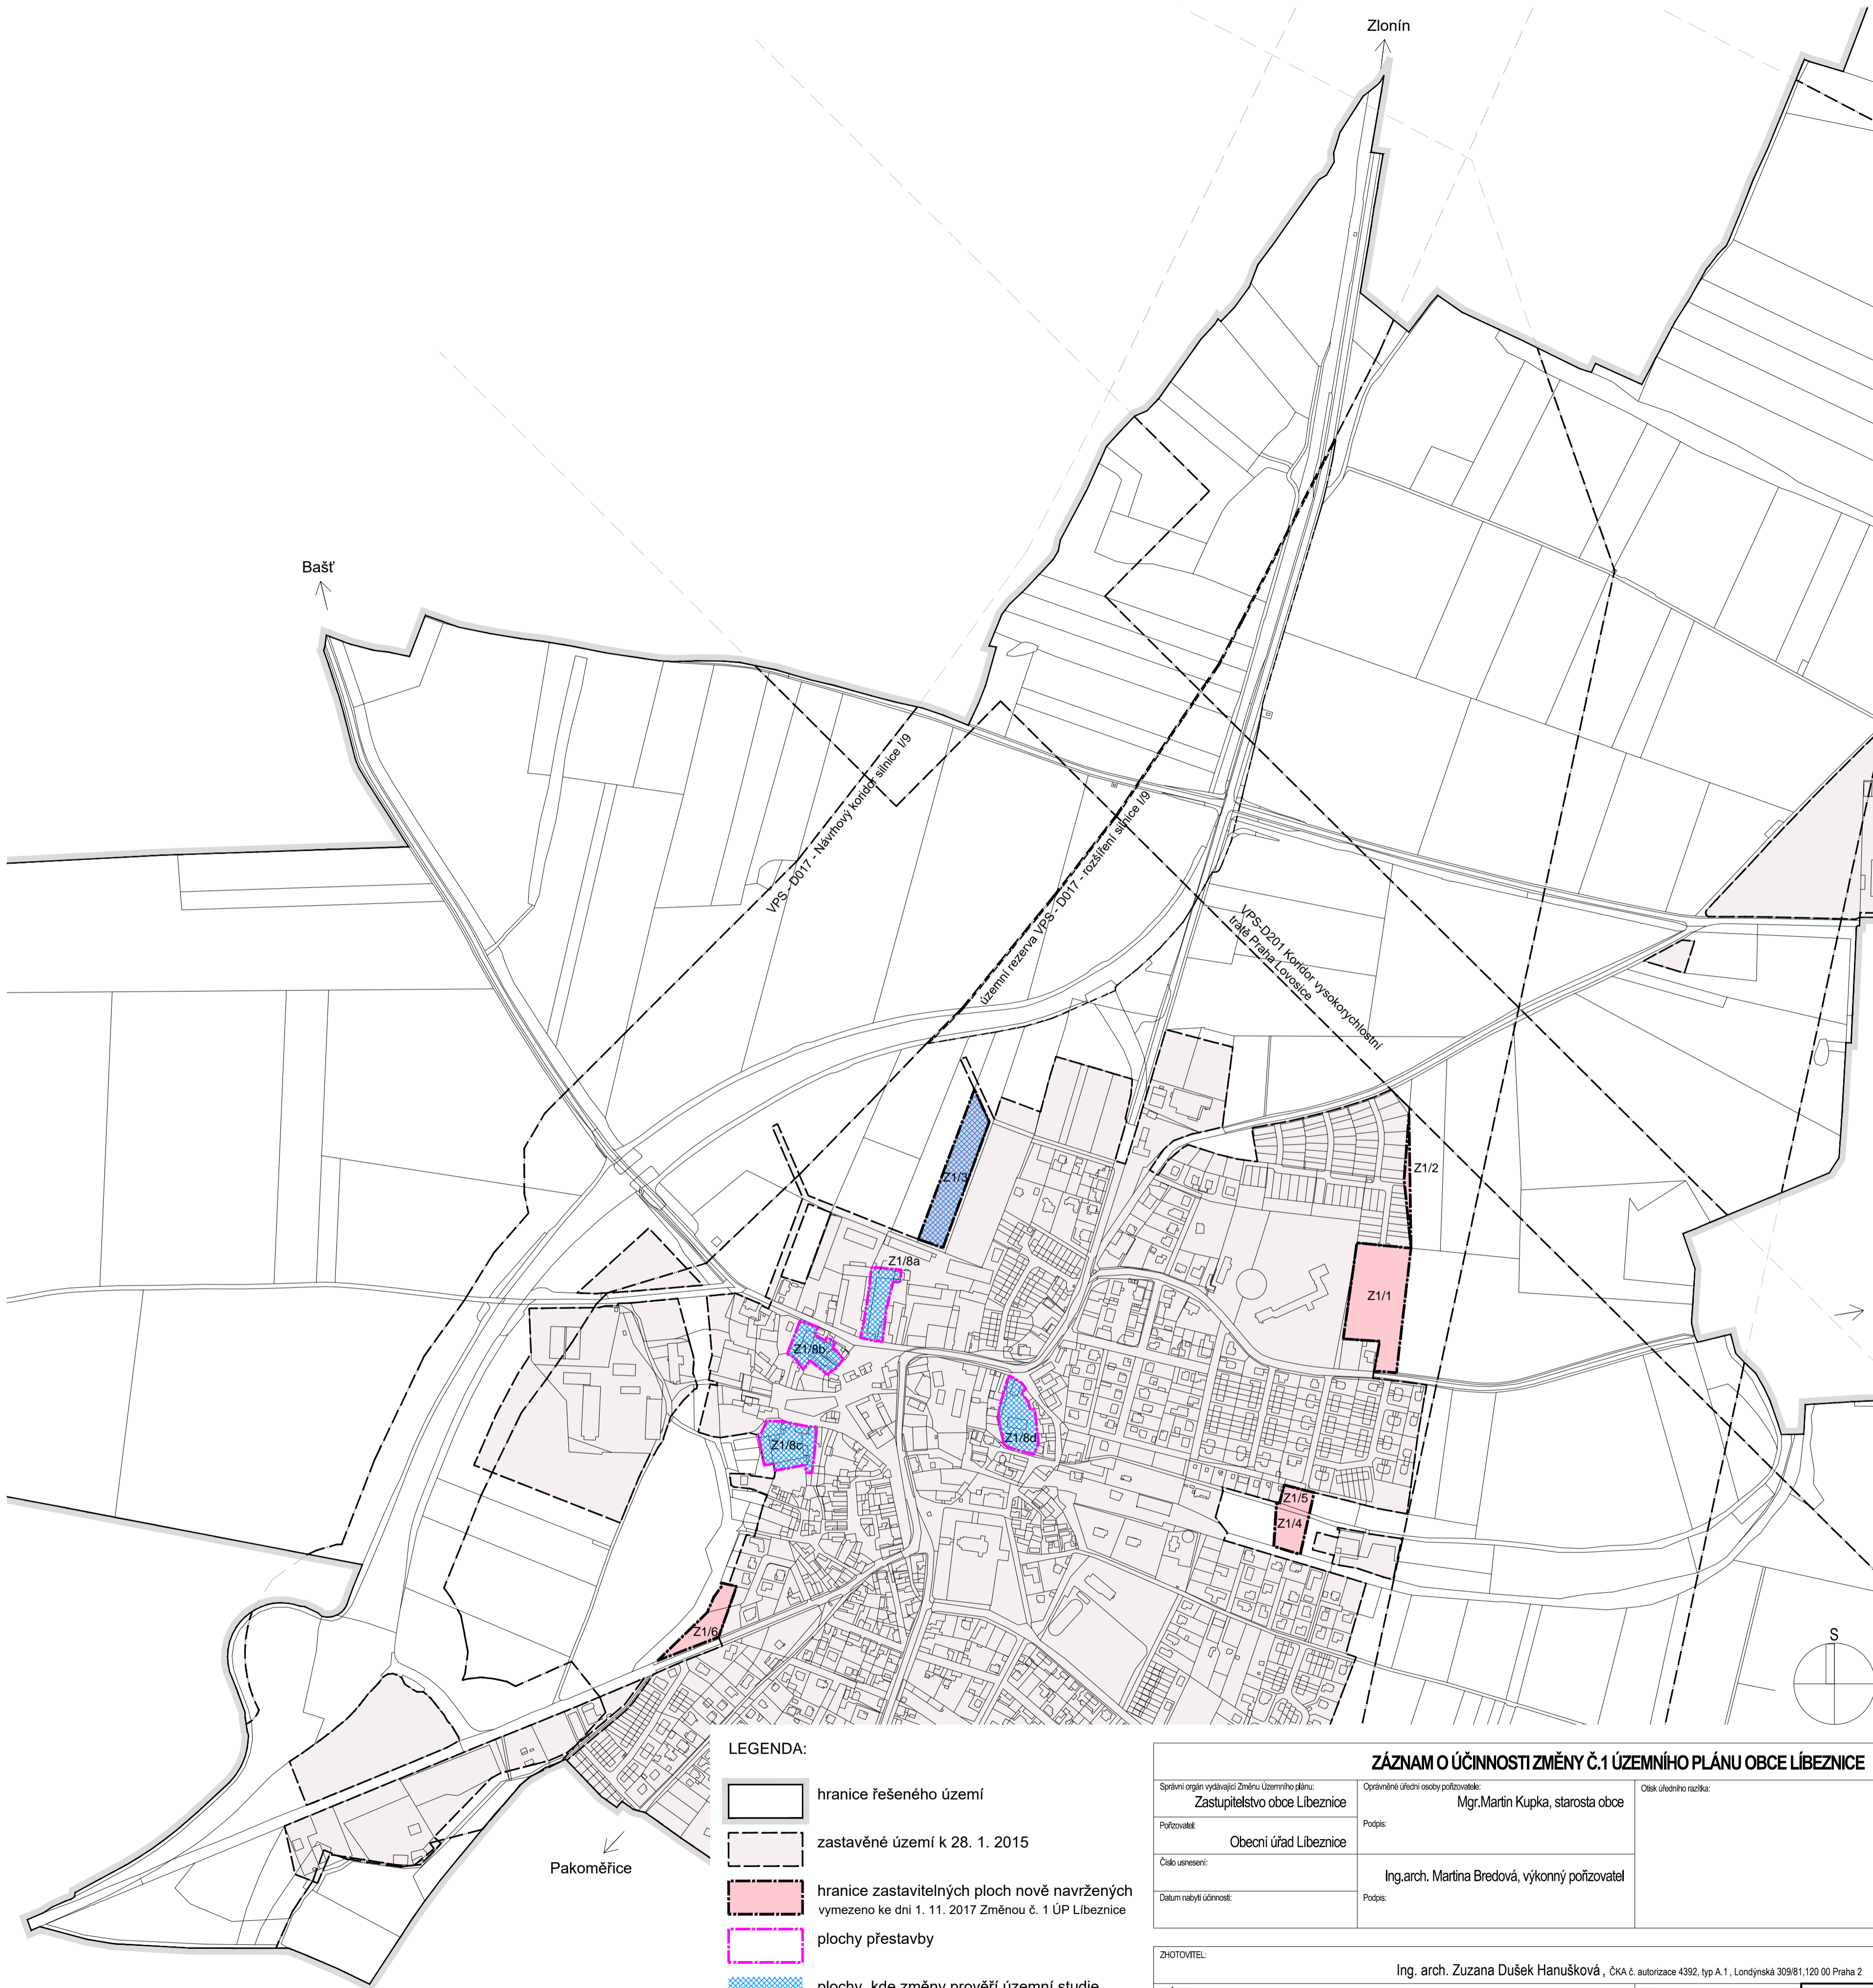 Zlonín
Bašť
VPS - D017 - Návrhový koridor silnice I/9
územní rezerva VPS - D017 - rozšíření silnice I/9
VPS-D201 Koridor vysokorychlostní
tratě Praha Lovosice
Z1/3
Z1/2
Z1/8a
Z1/1
Z1/8b
Z1/8c
Z1/8d
Z1/5
Z1/4
Z1/6
S
Pakoměřice
LEGENDA:
hranice řešeného území
zastavěné území k 28. 1. 2015
hranice zastavitelných ploch nově navržených
vymezeno ke dni 1. 11. 2017 Změnou č. 1 ÚP Líbeznice
plochy přestavby
plochy, kde změny prověří územní studie
ZÁZNAM O ÚČINNOSTI ZMĚNY Č.1 ÚZEMNÍHO PLÁNU OBCE LÍBEZNICE
Správní orgán vydávající Změnu Územního plánu:
Zastupitelstvo obce Líbeznice
Oprávněné úřední osoby pořizovatele:
Mgr.Martin Kupka, starosta obce
Otisk úředního razítka:
Pořizovatel:
Obecní úřad Líbeznice
Podpis:
Číslo usnesení:
Ing.arch. Martina Bredová, výkonný pořizovatel
Datum nabytí účinnosti:
Podpis:
ZHOTOVITEL:
Ing. arch. Zuzana Dušek Hanušková , ČKA č. autorizace 4392, typ A.1 , Londýnská 309/81,120 00 Praha 2